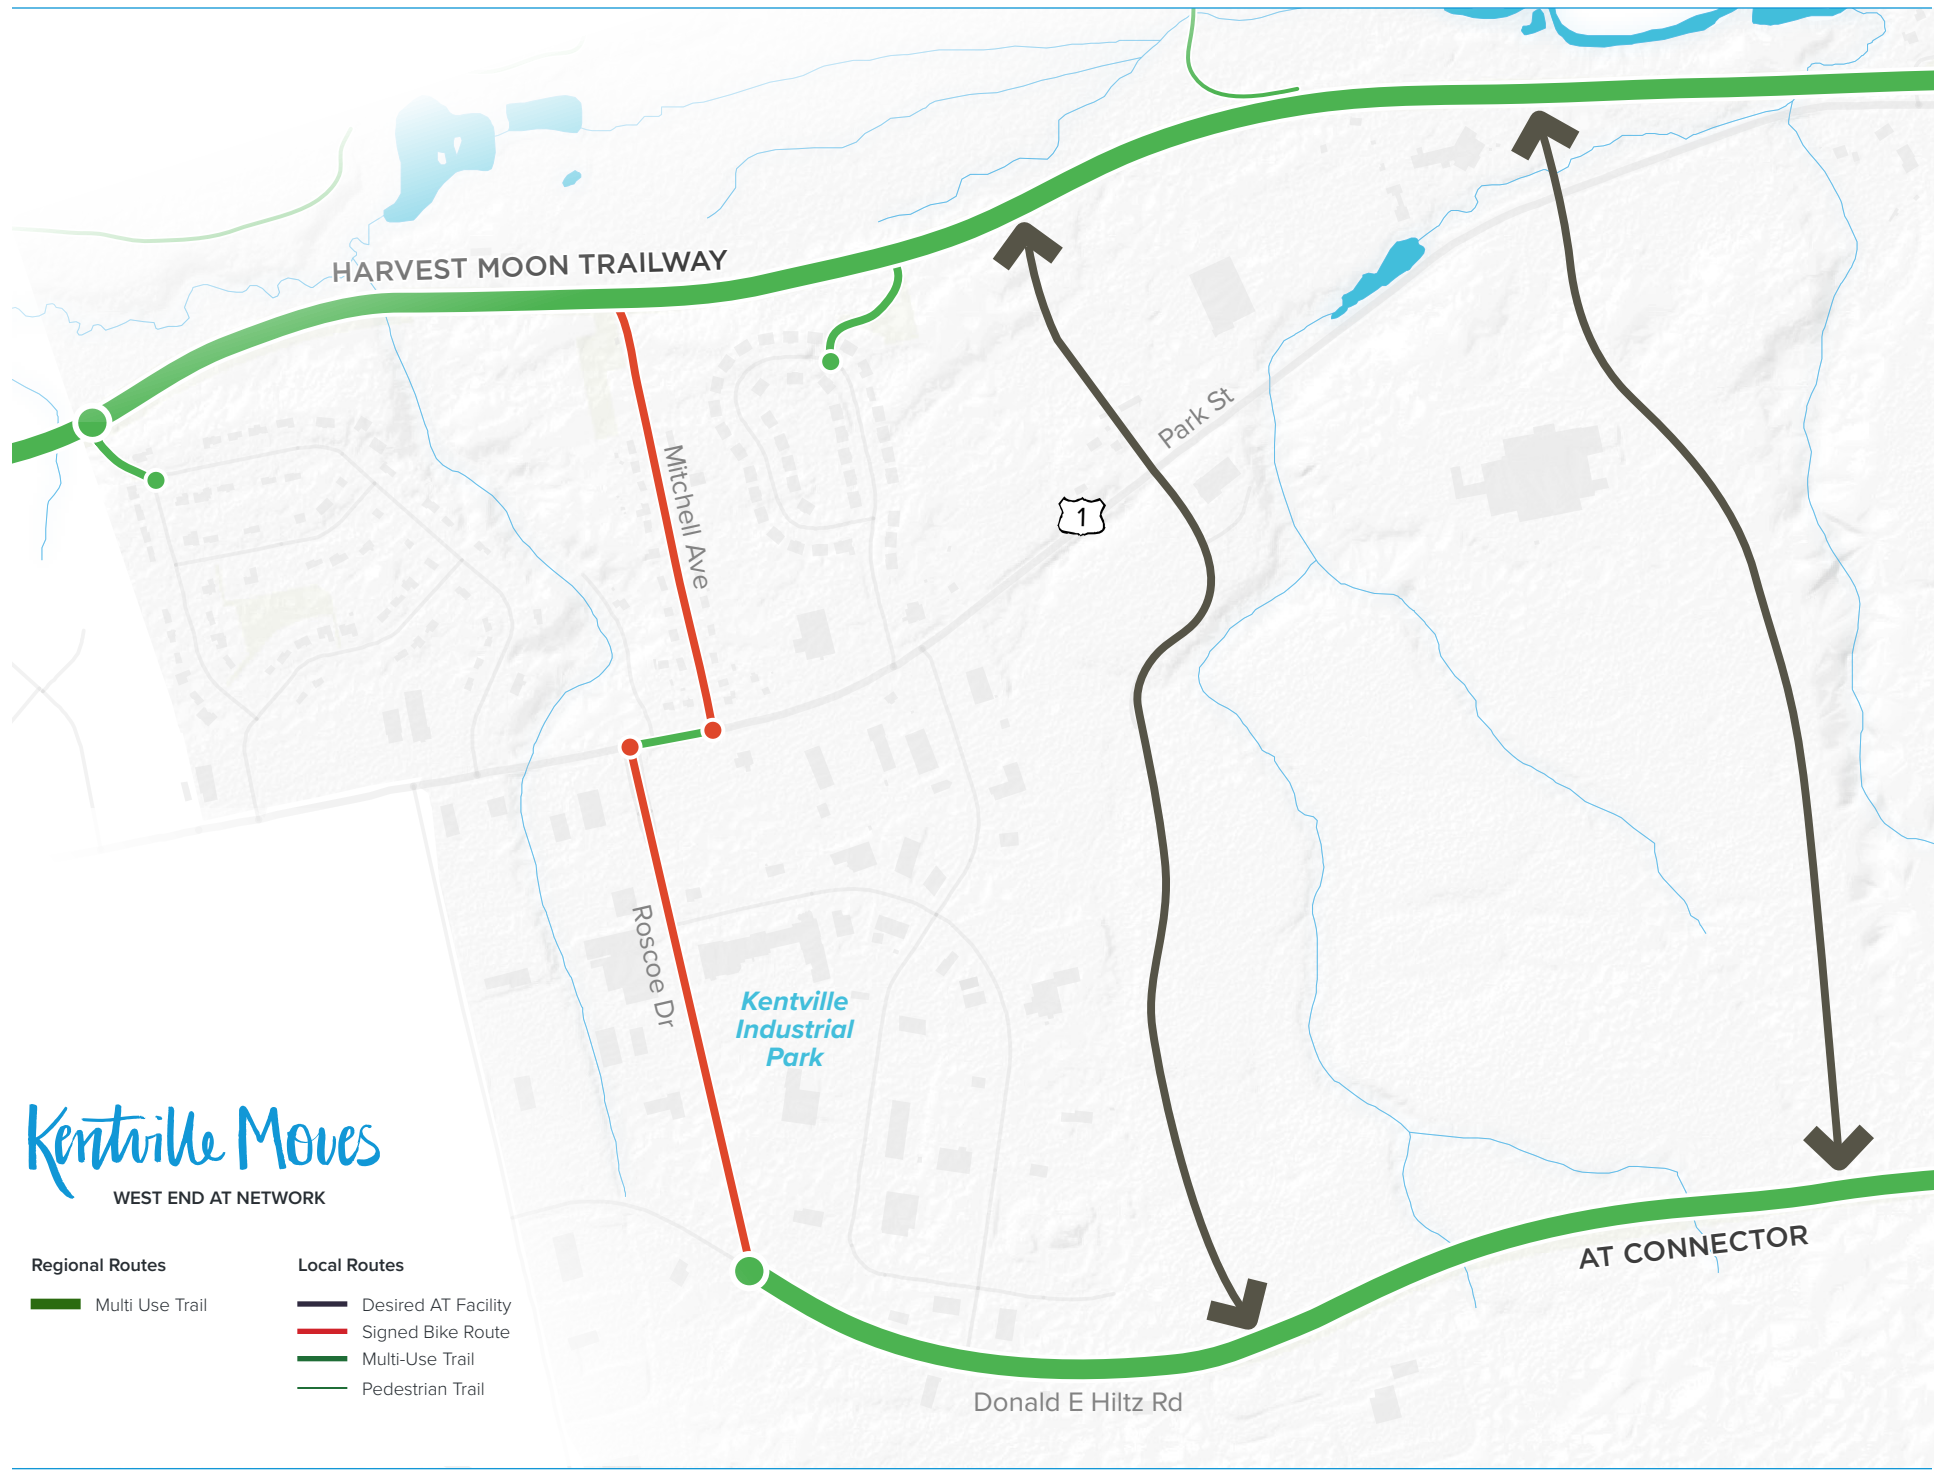 HARVEST MOON TRAILWAY
Park St
Mitchell Ave
1
Roscoe Dr
Kentville
Industrial
Park
Kentville Moves
WEST END AT NETWORK
AT CONNECTOR
Regional Routes
Multi Use Trail
Local Routes
Desired AT Facility
Signed Bike Route
Multi-Use Trail
Pedestrian Trail
Donald E Hiltz Rd